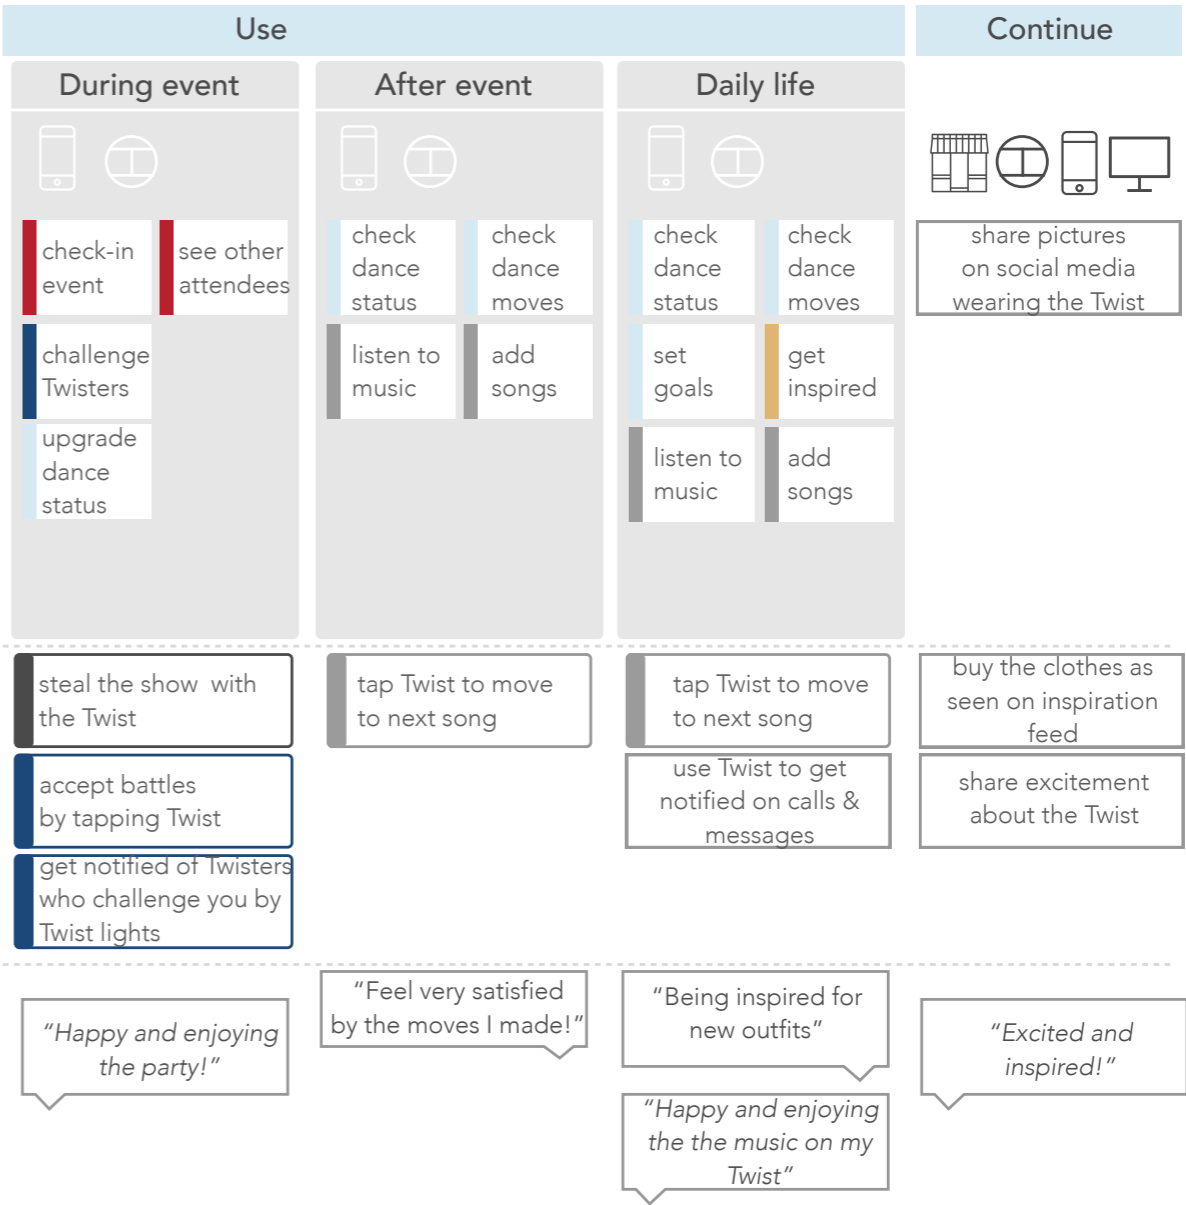 Use
Continue
During event
After event
Daily life
check-in
event
see other
attendees
challenge
Twisters
upgrade
dance
status
check
dance
status
check
dance
moves
listen to
music
add
songs
check
dance
status
check
dance
moves
set
goals
get
inspired
listen to
music
add
songs
share pictures
on social media
wearing the Twist
steal the show with
the Twist
accept battles
by tapping Twist
get notified of Twisters
who challenge you by
Twist lights
tap Twist to move
to next song
tap Twist to move
to next song
use Twist to get
notified on calls &
messages
buy the clothes as
seen on inspiration
feed
share excitement
about the Twist
“Happy and enjoying
the party!”
“Feel very satisfied
by the moves I made!”
“Being inspired for
new outfits”
“Happy and enjoying
the the music on my
Twist”
“Excited and
inspired!”